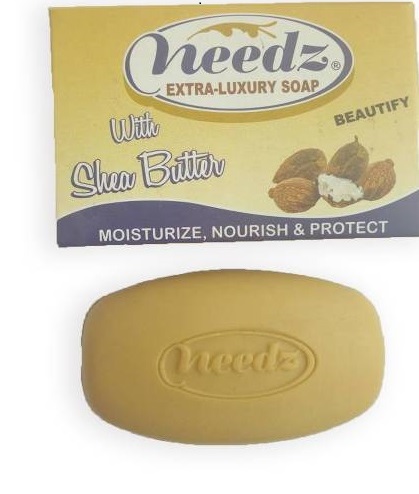 needz®
EXTRA-LUXURY SOAP
BEAUTIFY
With
Shea Butter
MOISTURIZE, NOURISH & PROTECT
needz